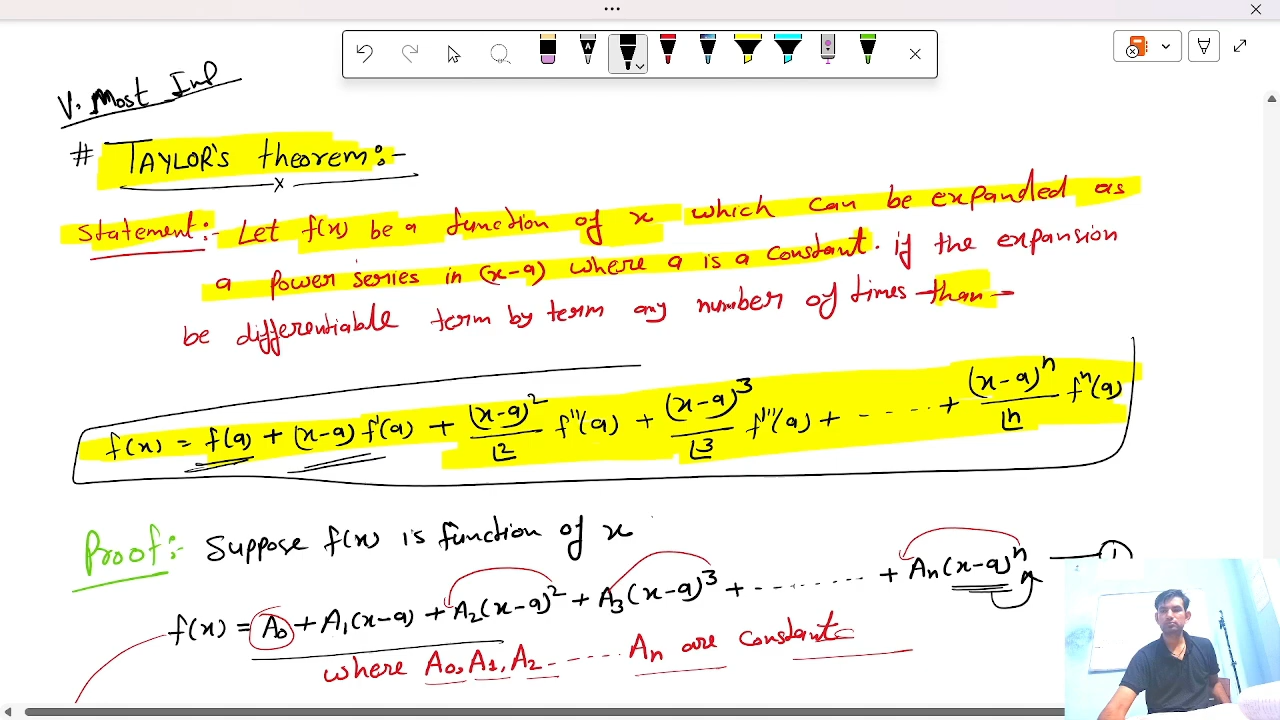 V. Most Imp
# TAYLOR'S theorem:-
Statement:- Let f(x) be a function of x which can be expanded as
a power series in (x-a) where a is a constant. if the expansion
be differentiable term by term any number of times than -
f(x) = f(a) + (x-a) f'(a) + (x-a)^2/⌊2 f''(a) + (x-a)^3/⌊3 f'''(a) + ------ + (x-a)^n/⌊n f^n(a)
Proof:- Suppose f(x) is function of x
f(x) = A₀ + A₁(x-a) + A₂(x-a)^2 + A₃(x-a)^3 + -------- + An(x-a)^n — 1
where A₀, A₁, A₂ ------ An are constants